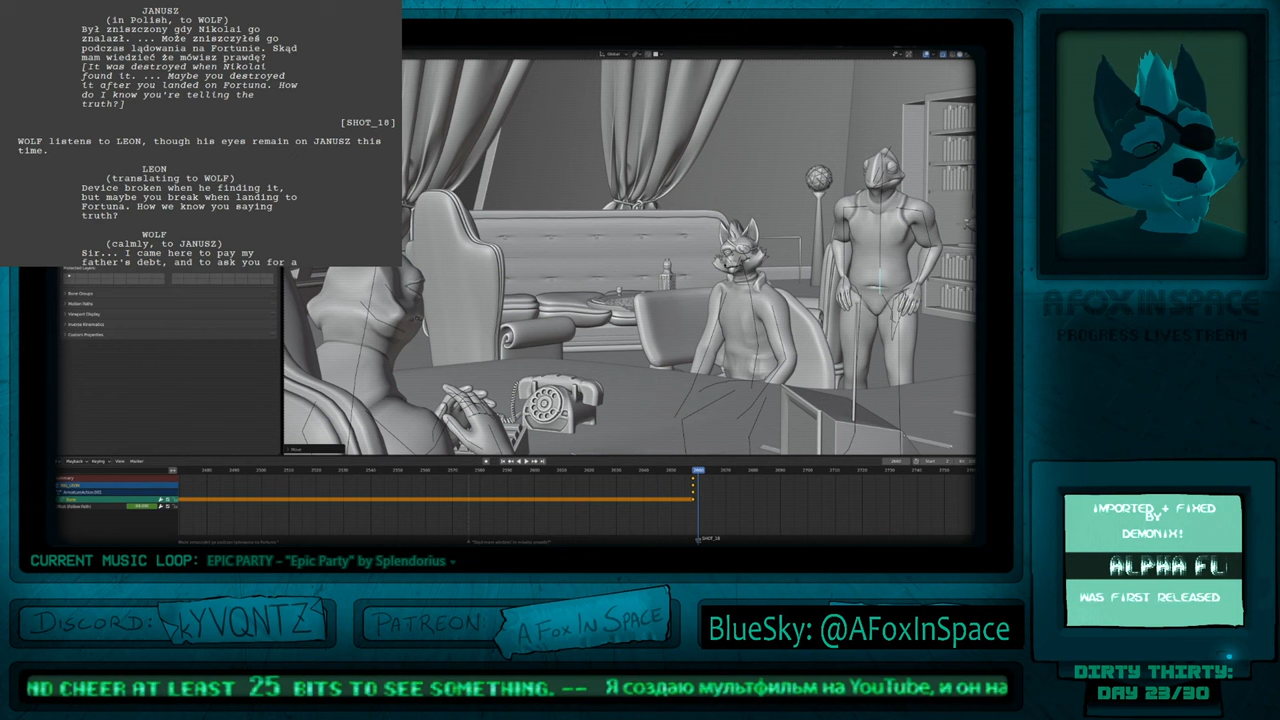 JANUSZ
(in Polish, to WOLF)
Był zniszczony gdy Nikolai go
znalazł. ... Może zniszczyłeś go
podczas lądowania na Fortunie. Skąd
mam wiedzieć że mówisz prawdę?
[It was destroyed when Nikolai
found it. ... Maybe you destroyed
it after you landed on Fortuna. How
do I know you're telling the
truth?]
[SHOT_18]
WOLF listens to LEON, though his eyes remain on JANUSZ this
time.
LEON
(translating to WOLF)
Device broken when he finding it,
but maybe you break when landing to
Fortuna. How we know you saying
truth?
WOLF
(calmly, to JANUSZ)
Sir... I came here to pay my
father's debt, and to ask you for a
Global
Bone Groups
Motion Paths
Viewport Display
Inverse Kinematics
Custom Properties
Move
Playback
Keying
View
Marker
SHOT_18
CURRENT MUSIC LOOP: EPIC PARTY - "Epic Party" by Splendorius
A FOX IN SPACE
PROGRESS LIVESTREAM
IMPORTED + FIXED
BY
DEMONIX!
ALPHA FL
WAS FIRST RELEASED
DISCORD: kYVQNTZ
PATREON AFOXINSPACE
BlueSky: @AFoxInSpace
ND CHEER AT LEAST 25 BITS TO SEE SOMETHING. -- Я создаю мультфильм на YouTube, и он на
DIRTY THIRTY:
DAY 23/30